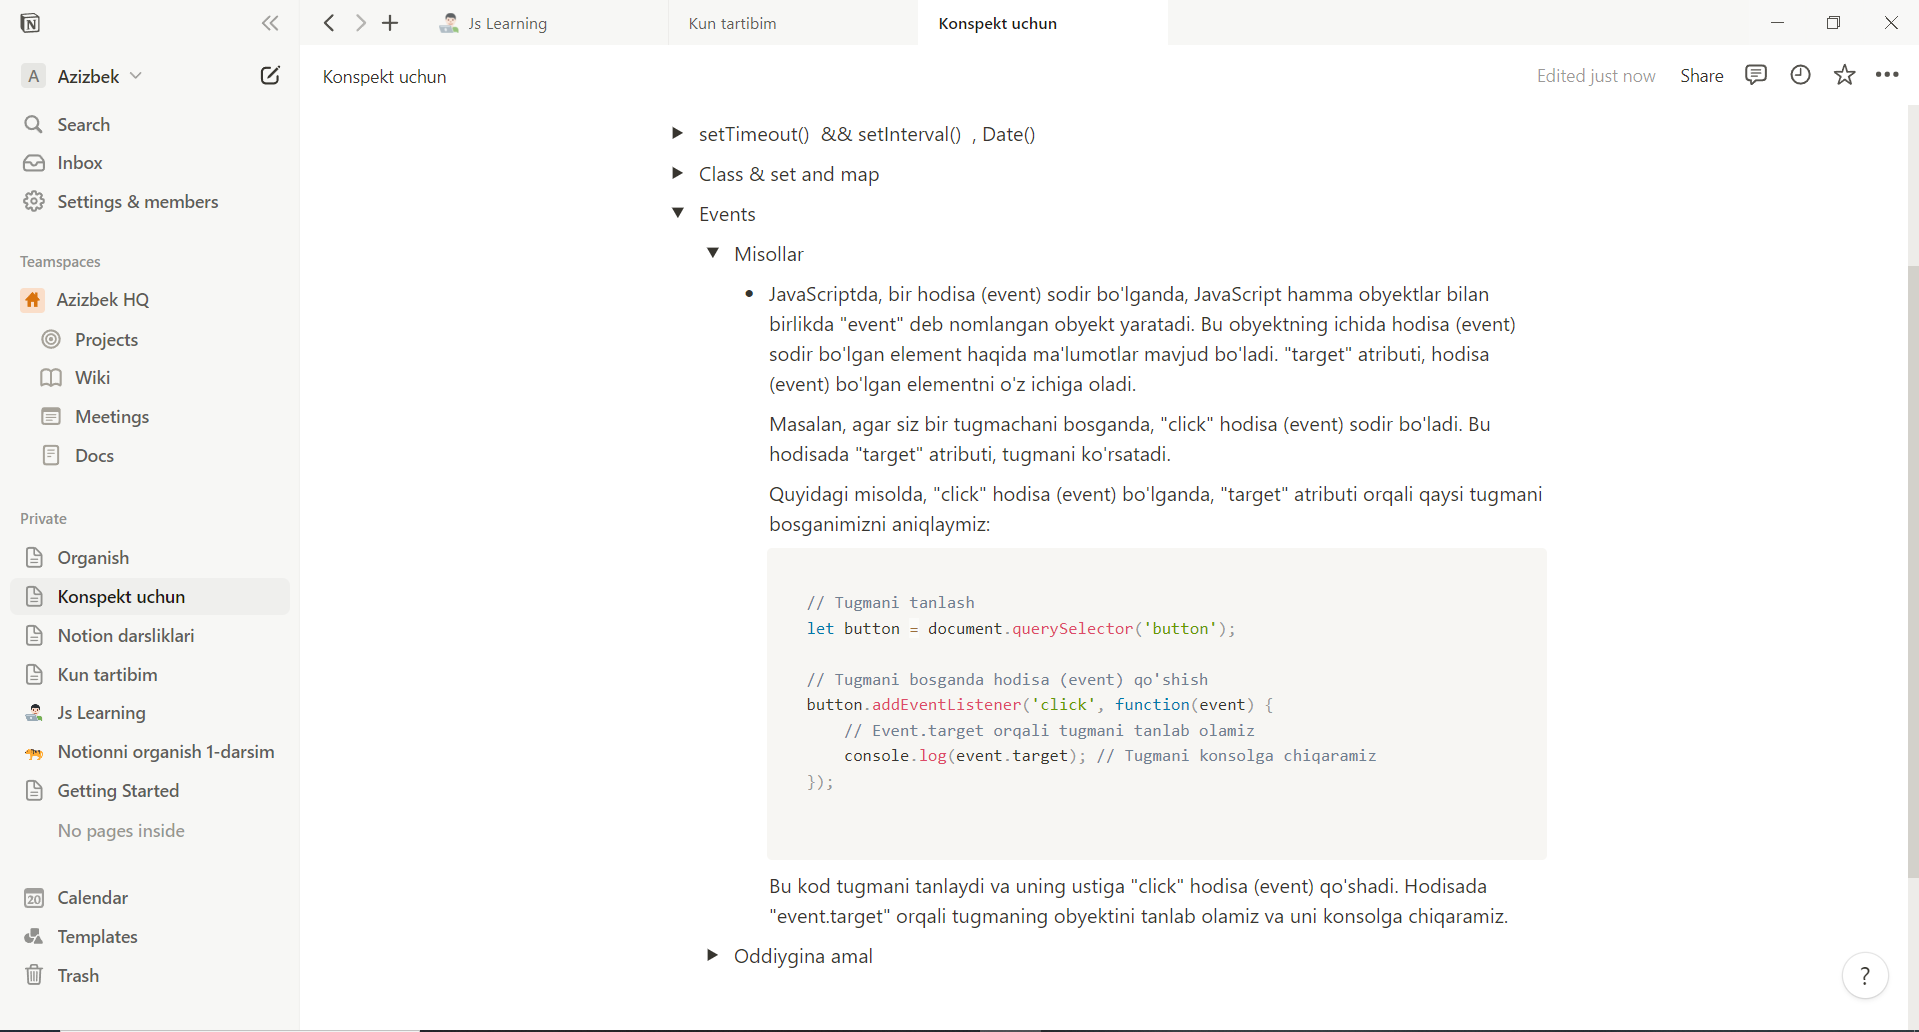 Js Learning
Kun tartibim
Konspekt uchun
A Azizbek
Konspekt uchun
Edited just now
Share
Search
Inbox
Settings & members
Teamspaces
Azizbek HQ
Projects
Wiki
Meetings
Docs
Private
Organish
Konspekt uchun
Notion darsliklari
Kun tartibim
Js Learning
Notionni organish 1-darsim
Getting Started
No pages inside
20 Calendar
Templates
Trash
setTimeout() && setInterval() , Date()
Class & set and map
Events
Misollar
• JavaScriptda, bir hodisa (event) sodir bo'lganda, JavaScript hamma obyektlar bilan
birlikda "event" deb nomlangan obyekt yaratadi. Bu obyektning ichida hodisa (event)
sodir bo'lgan element haqida ma'lumotlar mavjud bo'ladi. "target" atributi, hodisa
(event) bo'lgan elementni o'z ichiga oladi.
Masalan, agar siz bir tugmachani bosganda, "click" hodisa (event) sodir bo'ladi. Bu
hodisada "target" atributi, tugmani ko'rsatadi.
Quyidagi misolda, "click" hodisa (event) bo'lganda, "target" atributi orqali qaysi tugmani
bosganimizni aniqlaymiz:
// Tugmani tanlash
let button = document.querySelector('button');
// Tugmani bosganda hodisa (event) qo'shish
button.addEventListener('click', function(event) {
// Event.target orqali tugmani tanlab olamiz
console.log(event.target); // Tugmani konsolga chiqaramiz
});
Bu kod tugmani tanlaydi va uning ustiga "click" hodisa (event) qo'shadi. Hodisada
"event.target" orqali tugmaning obyektini tanlab olamiz va uni konsolga chiqaramiz.
Oddiygina amal
?